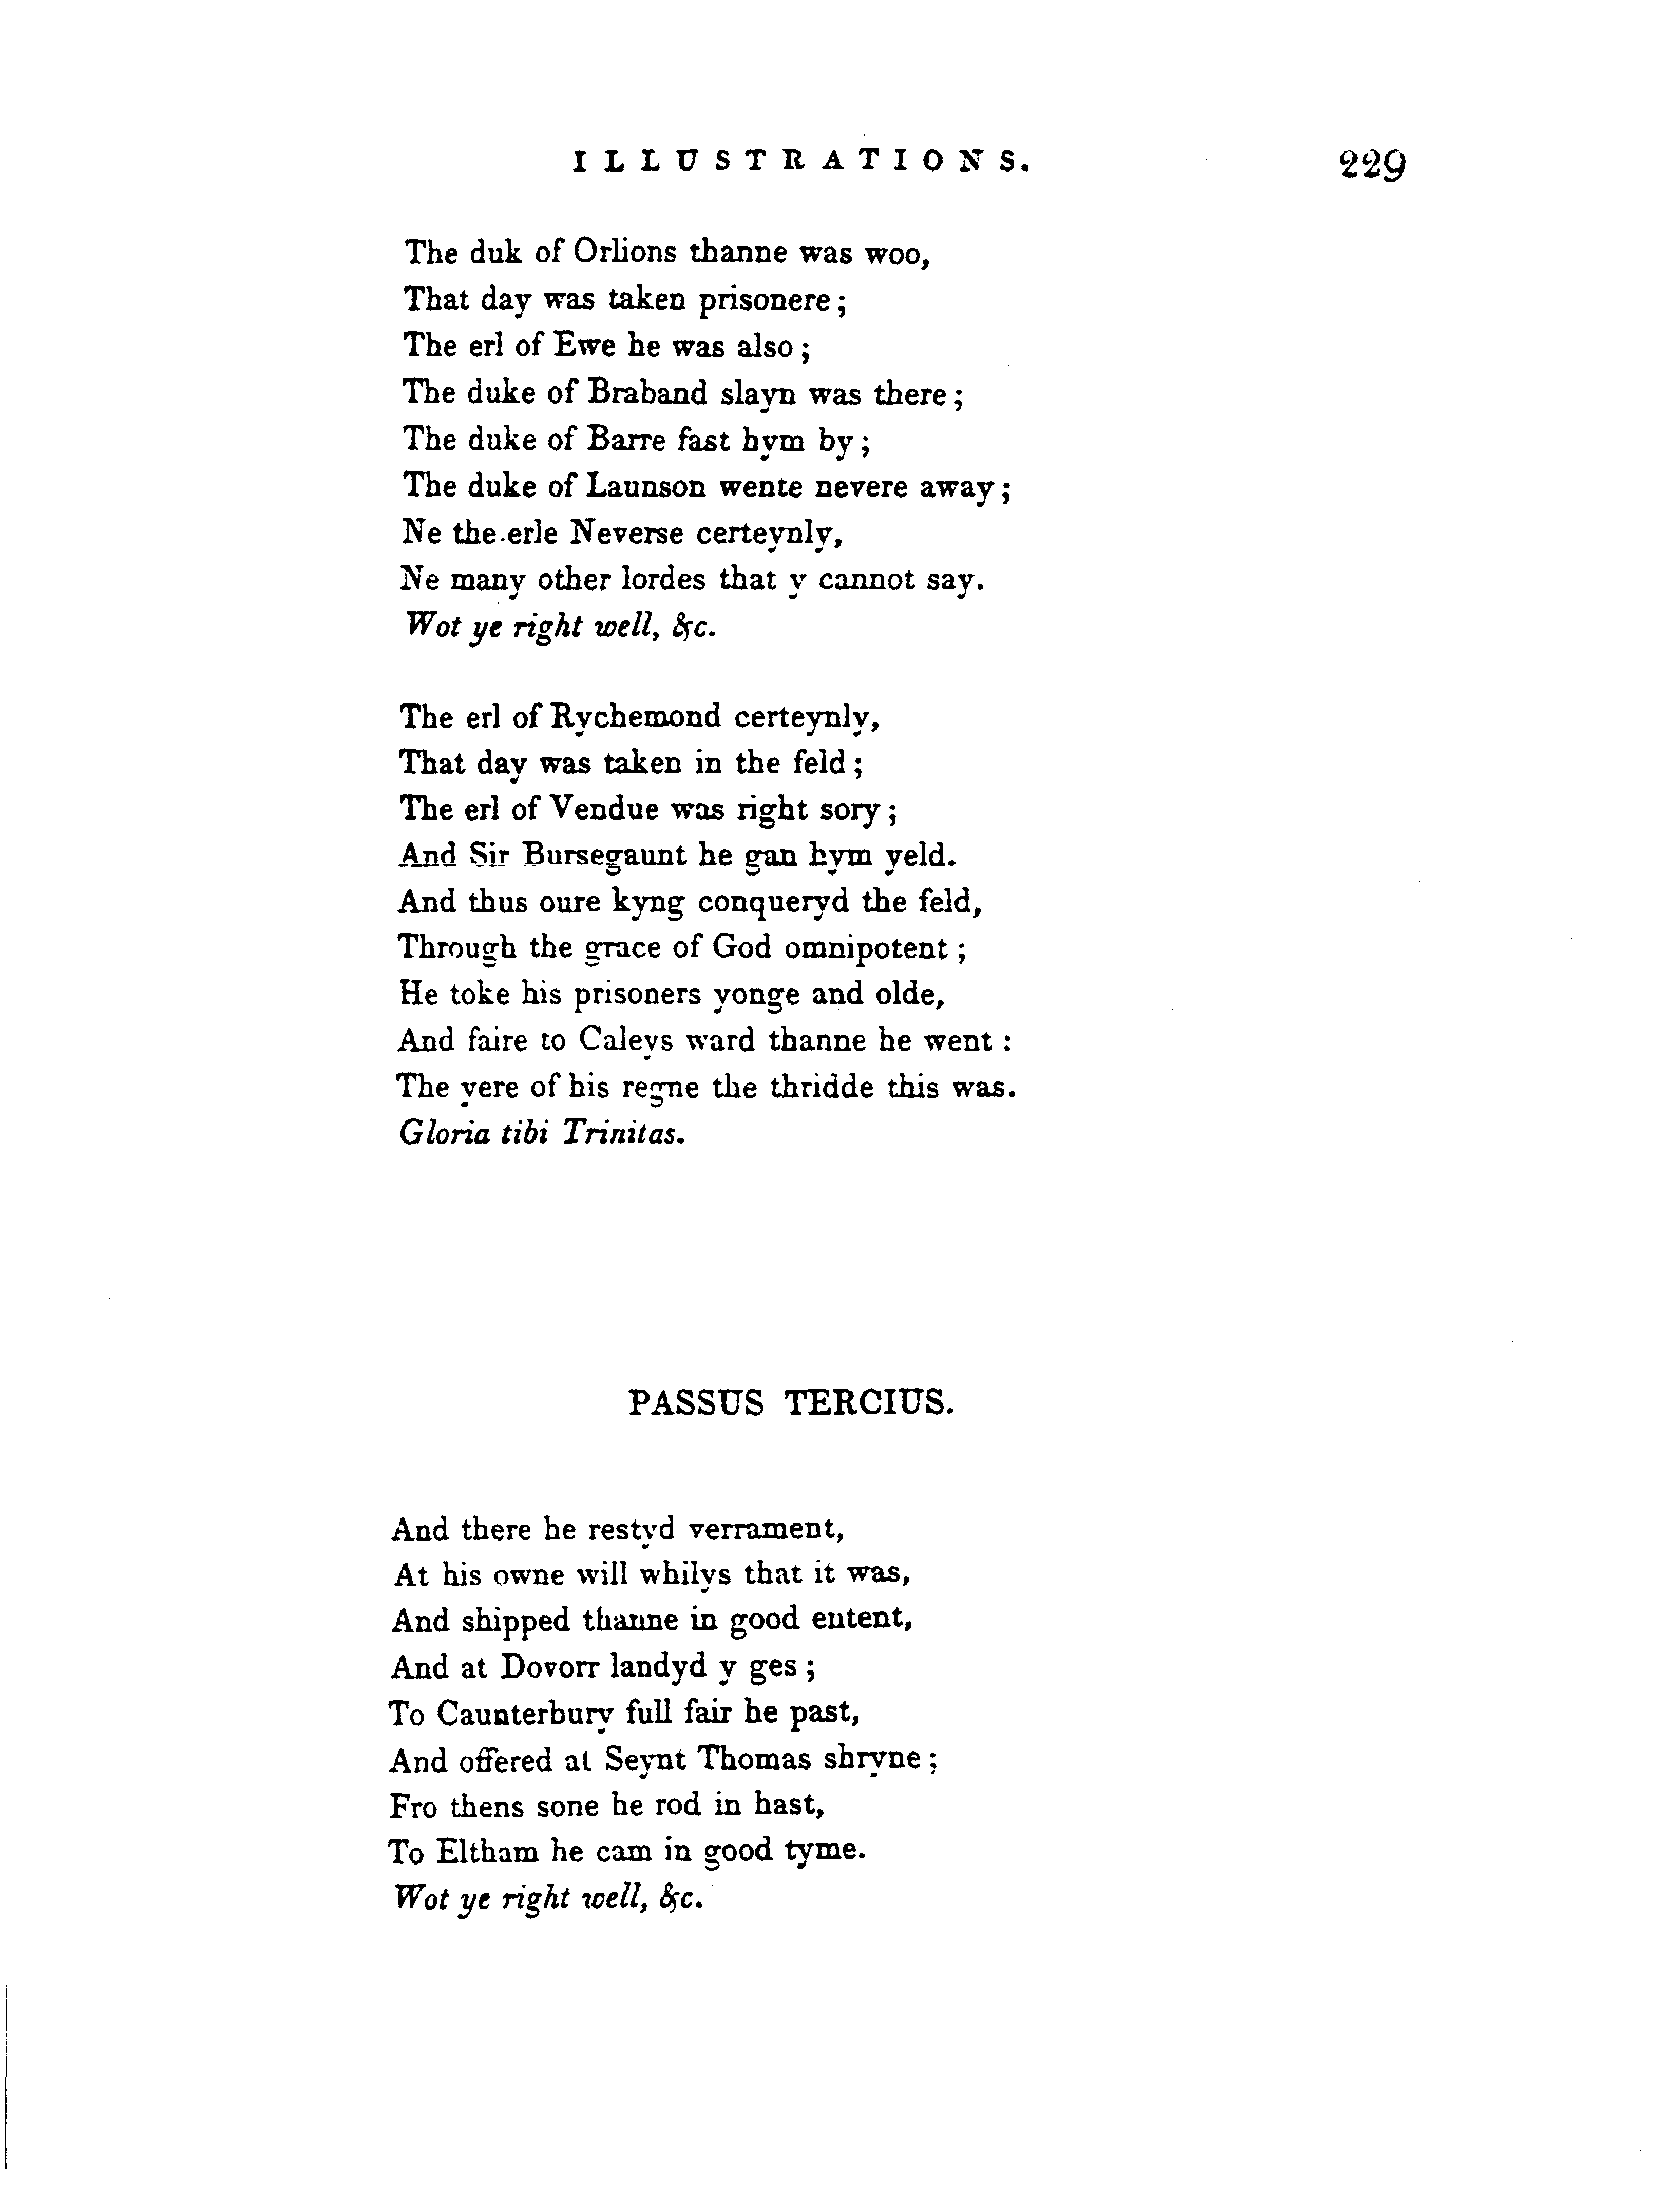 ILLUSTRATIONS. 229
The duk of Orlions thanne was woo,
That day was taken prisonere;
The erl of Ewe he was also;
The duke of Braband slayn was there;
The duke of Barre fast hym by;
The duke of Launson wente nevere away;
Ne the erle Neverse certeynly,
Ne many other lordes that y cannot say.
Wot ye right well, &c.
The erl of Rychemond certeynly,
That day was taken in the feld;
The erl of Vendue was right sory;
And Sir Bursegaunt he gan hym yeld.
And thus oure kyng conqueryd the feld,
Through the grace of God omnipotent;
He toke his prisoners yonge and olde,
And faire to Caleys ward thanne he went:
The yere of his regne the thridde this was.
Gloria tibi Trinitas.
PASSUS TERCIUS.
And there he restyd verrament,
At his owne will whilys that it was,
And shipped thanne in good entent,
And at Dovorr landyd y ges;
To Caunterbury full fair he past,
And offered at Seynt Thomas shryne;
Fro thens sone he rod in hast,
To Eltham he cam in good tyme.
Wot ye right well, &c.